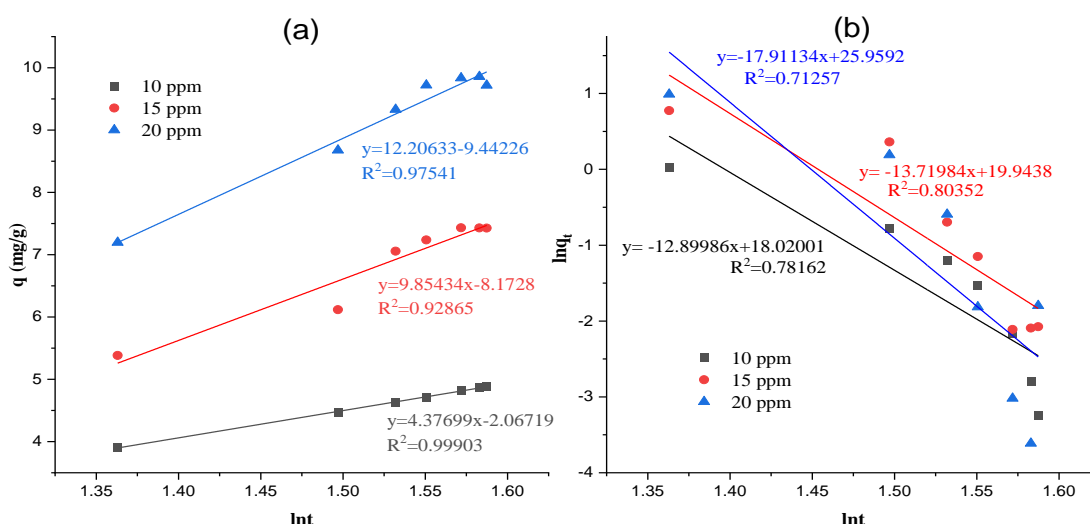 (a)
10 ppm
15 ppm
20 ppm
y=12.20633-9.44226
R²=0.97541
y=9.85434x-8.1728
R²=0.92865
y=4.37699x-2.06719
R²=0.99903
q (mg/g)
10
9
8
7
6
5
4
1.35
1.40
1.45
1.50
1.55
1.60
lnt
(b)
y=-17.91134x+25.9592
R²=0.71257
y= -13.71984x+19.9438
R²=0.80352
y= -12.89986x+18.02001
R²=0.78162
10 ppm
15 ppm
20 ppm
lnqₜ
1
0
-1
-2
-3
-4
1.35
1.40
1.45
1.50
1.55
1.60
lnt